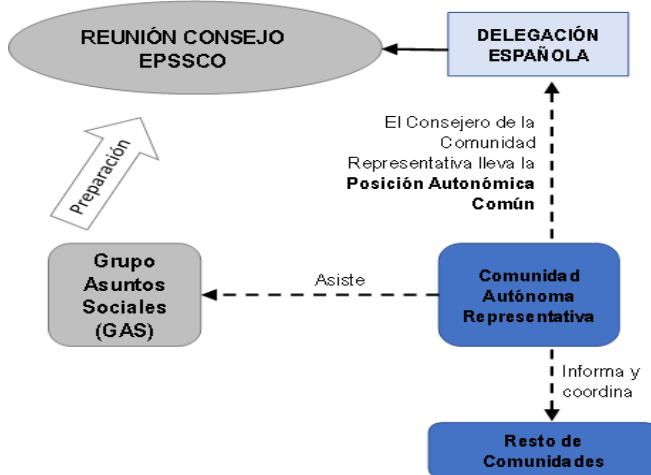 REUNIÓN CONSEJO
EPSSCO
DELEGACIÓN
ESPAÑOLA
El Consejero de la
Comunidad
Representativa lleva la
Posición Autonómica
Común
Preparación
Grupo
Asuntos
Sociales
(GAS)
Asiste
Comunidad
Autónoma
Representativa
Informa y
coordina
Resto de
Comunidades